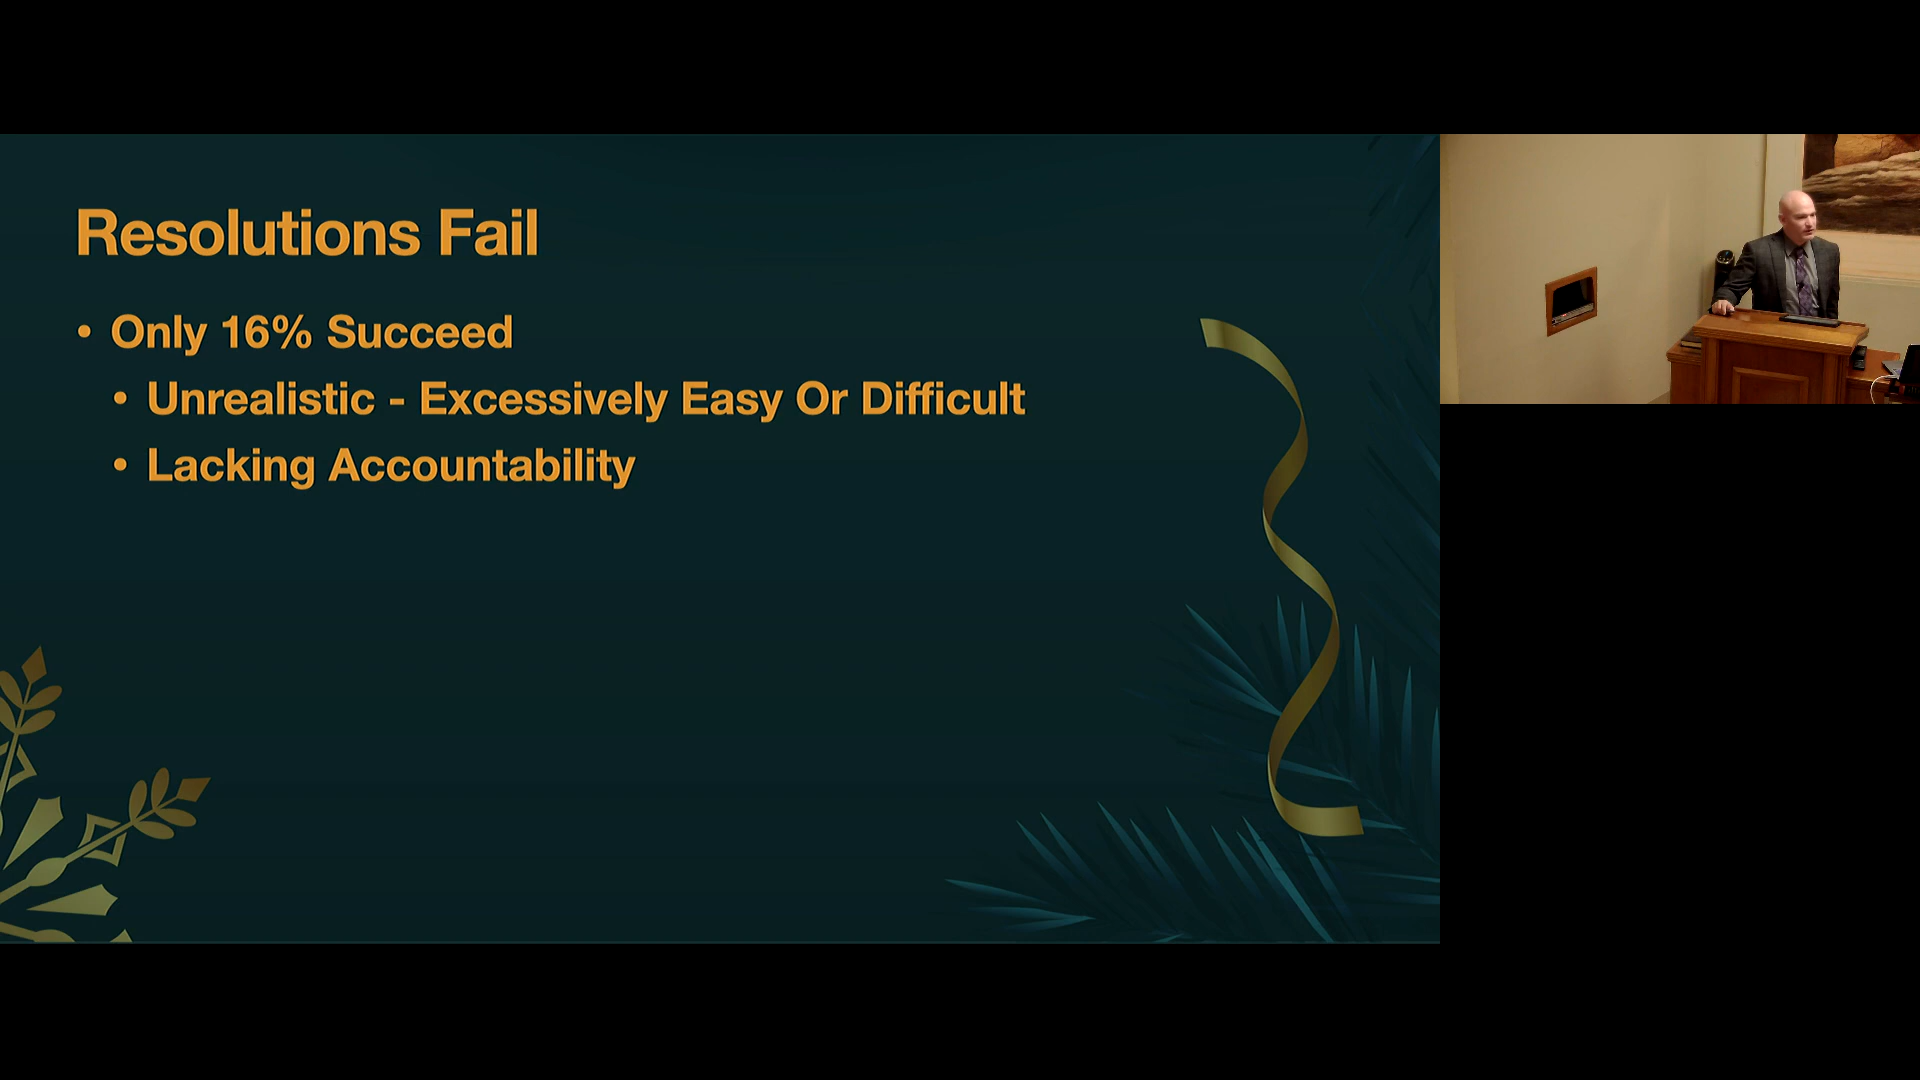 Resolutions Fail
• Only 16% Succeed
• Unrealistic - Excessively Easy Or Difficult
• Lacking Accountability